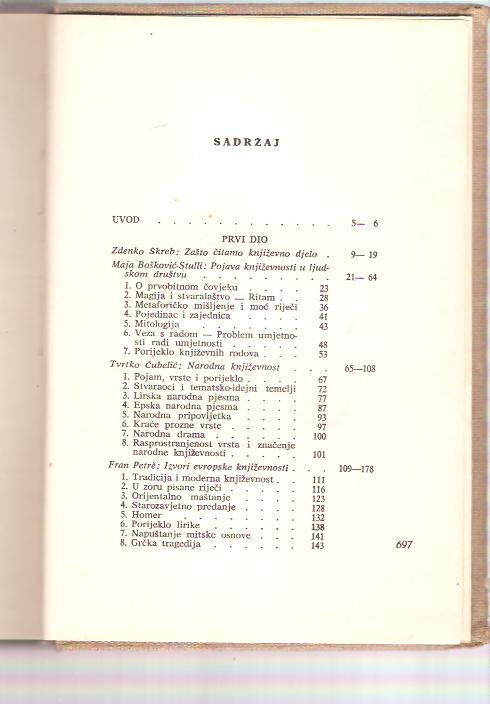 SADRŽAJ
UVOD . . . . . . . . . . . . 5— 6
PRVI DIO
Zdenko Škreb: Zašto čitamo književno djelo . 9— 19
Maja Bošković-Stulli: Pojava književnosti u ljud-
skom društvu . . . . . . . . 21— 64
1. O prvobitnom čovjeku . . . . 23
2. Magija i stvaralaštvo — Ritam . . 28
3. Metaforičko mišljenje i moć riječi 36
4. Pojedinac i zajednica . . . . 41
5. Mitologija . . . . . . 43
6. Veza s radom — Problem umjetno-
sti radi umjetnosti . . . . . 48
7. Porijeklo književnih rodova . . . 53
Tvrtko Čubelić: Narodna književnost . . . 65—108
1. Pojam, vrste i porijeklo . . . . 67
2. Stvaraoci i tematsko-idejni temelji 72
3. Lirska narodna pjesma . . . . 77
4. Epska narodna pjesma . . . . 87
5. Narodna pripovijetka . . . . 93
6. Kraće prozne vrste . . . . . 97
7. Narodna drama . . . . . . 100
8. Rasprostranjenost vrsta i značenje
narodne književnosti . . . . . 101
Fran Petrè: Izvori evropske književnosti . . . 109—178
1. Tradicija i moderna književnost . . 111
2. U zoru pisane riječi . . . . . 116
3. Orijentalno maštanje . . . . 123
4. Starozavjetno predanje . . . . 128
5. Homer . . . . . . . 132
6. Porijeklo lirike . . . . . . 138
7. Napuštanje mitske osnove . . . 141
8. Grčka tragedija . . . . . . 143
697